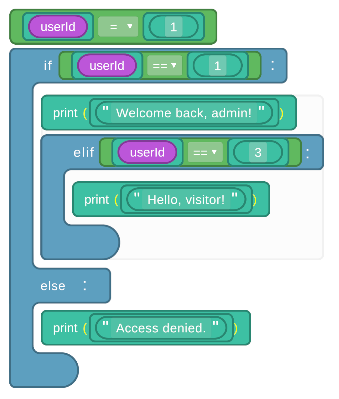 userId = ▾ 1
if userId == ▾ 1 :
print ( " Welcome back, admin! " )
elif userId == ▾ 3 :
print ( " Hello, visitor! " )
else :
print ( " Access denied. " )